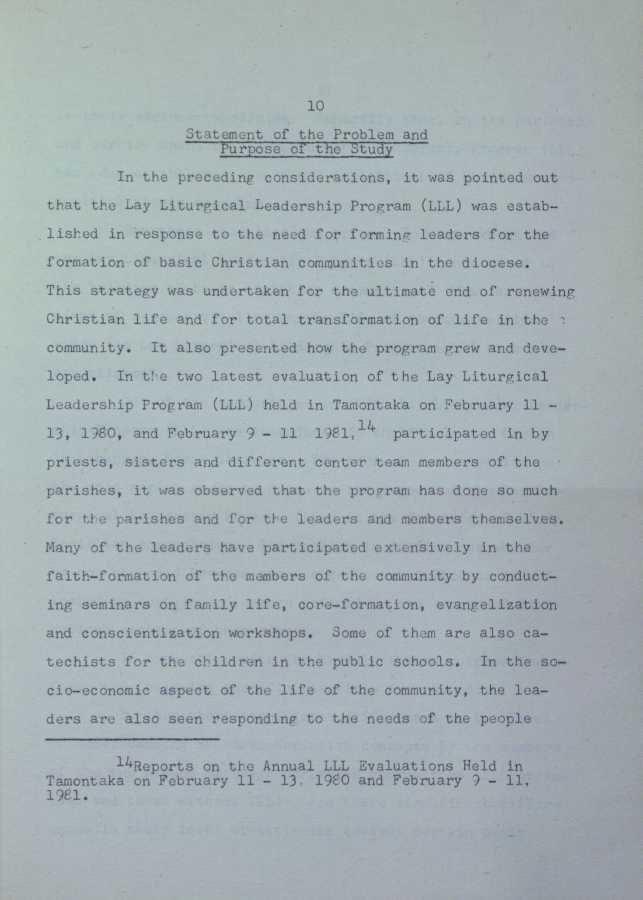 10
Statement of the Problem and
Purpose of the Study
In the preceding considerations, it was pointed out
that the Lay Liturgical Leadership Program (LLL) was estab-
lished in response to the need for forming leaders for the
formation of basic Christian communities in the diocese.
This strategy was undertaken for the ultimate end of renewing
Christian life and for total transformation of life in the
community. It also presented how the program grew and deve-
loped. In the two latest evaluation of the Lay Liturgical
Leadership Program (LLL) held in Tamontaka on February 11 -
13, 1980, and February 9 - 11 1981,14 participated in by
priests, sisters and different center team members of the
parishes, it was observed that the program has done so much
for the parishes and for the leaders and members themselves.
Many of the leaders have participated extensively in the
faith-formation of the members of the community by conduct-
ing seminars on family life, core-formation, evangelization
and conscientization workshops. Some of them are also ca-
techists for the children in the public schools. In the so-
cio-economic aspect of the life of the community, the lea-
ders are also seen responding to the needs of the people
14Reports on the Annual LLL Evaluations Held in
Tamontaka on February 11 - 13, 1980 and February 9 - 11,
1981.